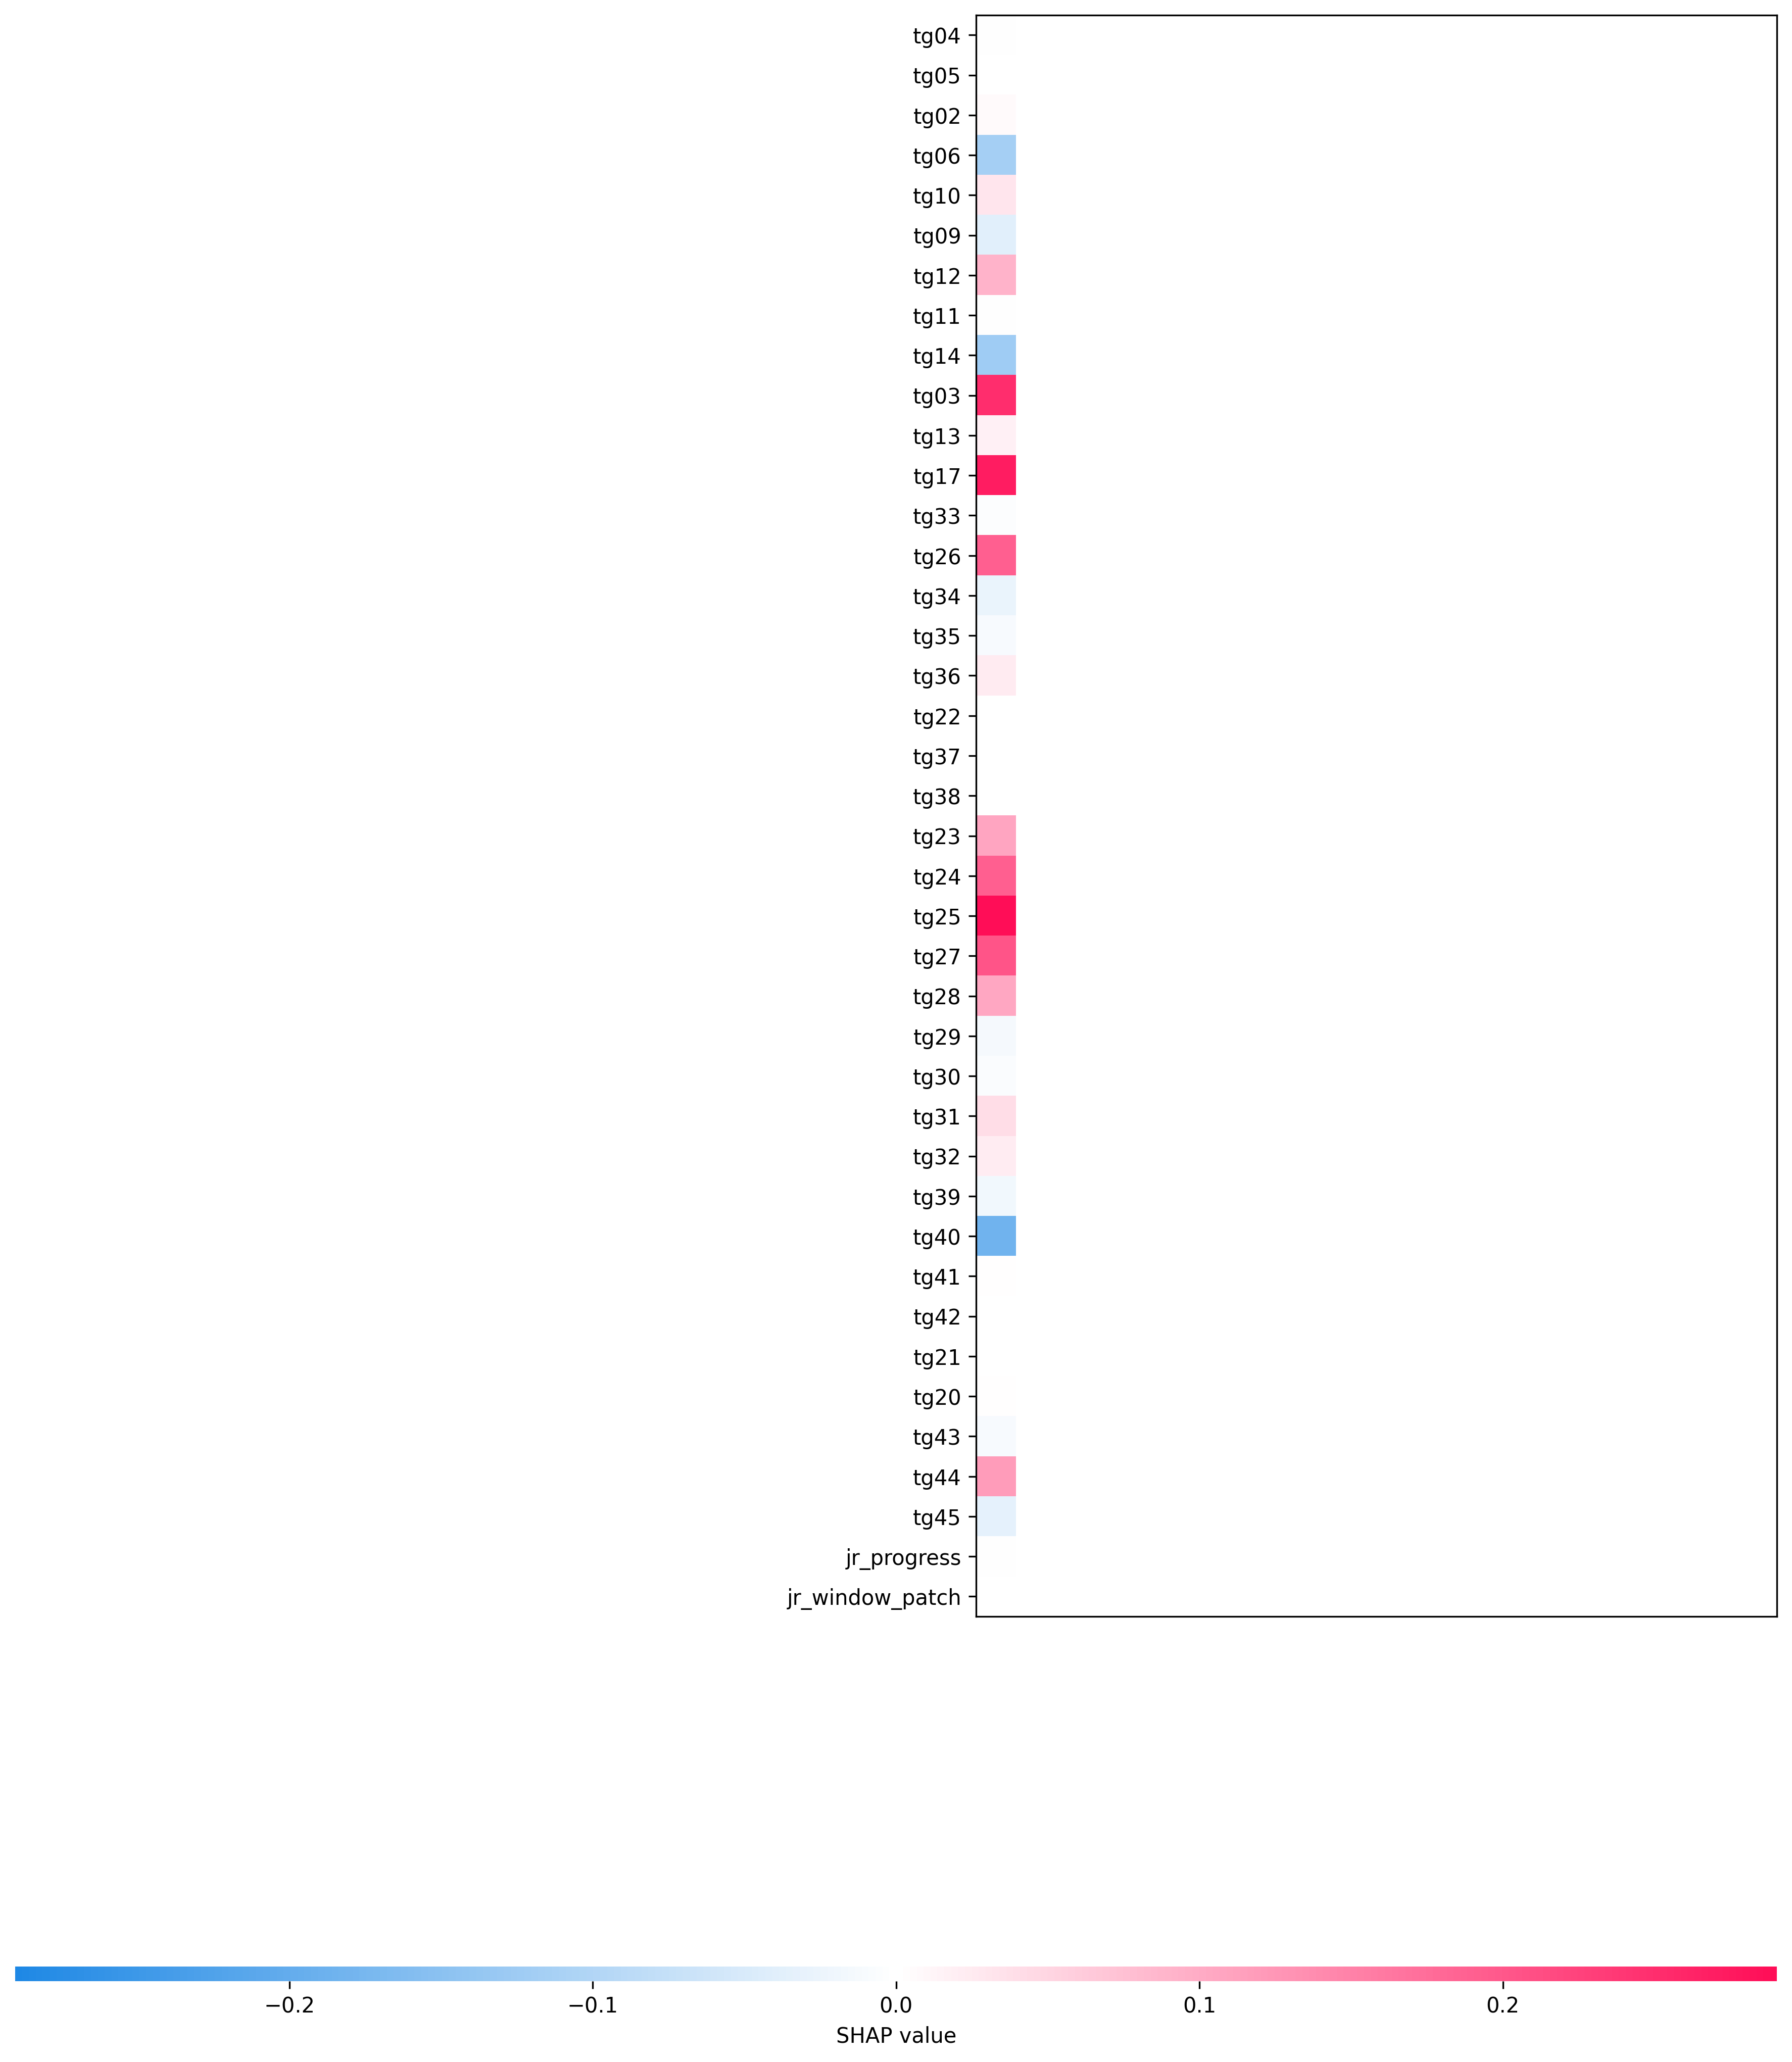 tg04
tg05
tg02
tg06
tg10
tg09
tg12
tg11
tg14
tg03
tg13
tg17
tg33
tg26
tg34
tg35
tg36
tg22
tg37
tg38
tg23
tg24
tg25
tg27
tg28
tg29
tg30
tg31
tg32
tg39
tg40
tg41
tg42
tg21
tg20
tg43
tg44
tg45
jr_progress
jr_window_patch
−0.2 −0.1 0.0 0.1 0.2
SHAP value